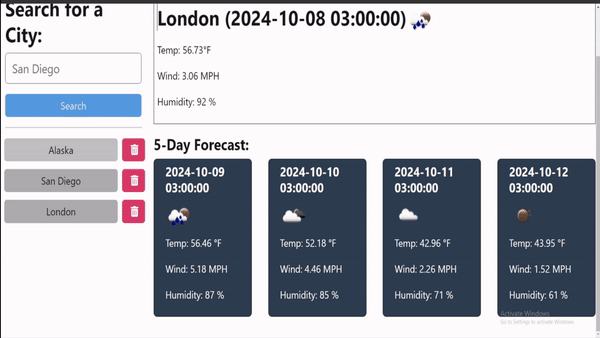 Search for a
City:
San Diego
Search
Alaska
San Diego
London
London (2024-10-08 03:00:00)
Temp: 56.73°F
Wind: 3.06 MPH
Humidity: 92 %
5-Day Forecast:
2024-10-09
03:00:00
Temp: 56.46 °F
Wind: 5.18 MPH
Humidity: 87 %
2024-10-10
03:00:00
Temp: 52.18 °F
Wind: 4.46 MPH
Humidity: 85 %
2024-10-11
03:00:00
Temp: 42.96 °F
Wind: 2.26 MPH
Humidity: 71 %
2024-10-12
03:00:00
Temp: 43.95 °F
Wind: 1.52 MPH
Humidity: 61 %
Activate Windows
Go to Settings to activate Windows.